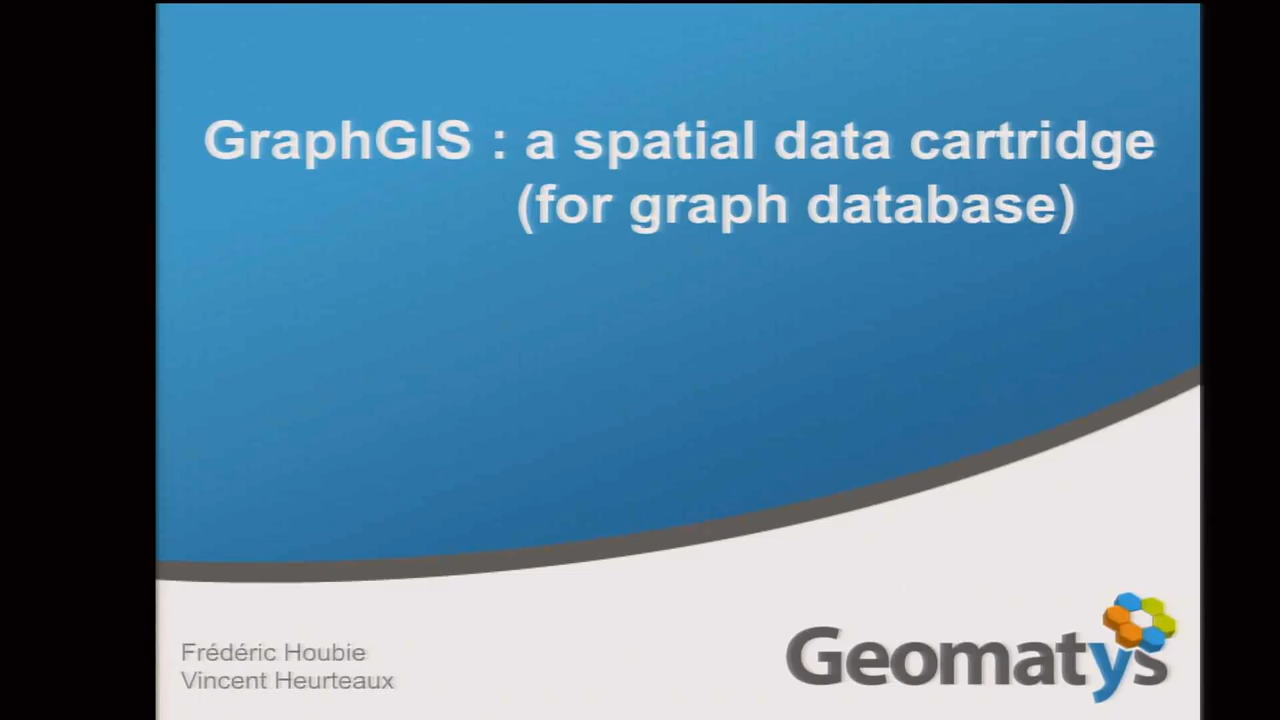 GraphGIS : a spatial data cartridge
(for graph database)
Frédéric Houbie
Vincent Heurteaux
Geomatys